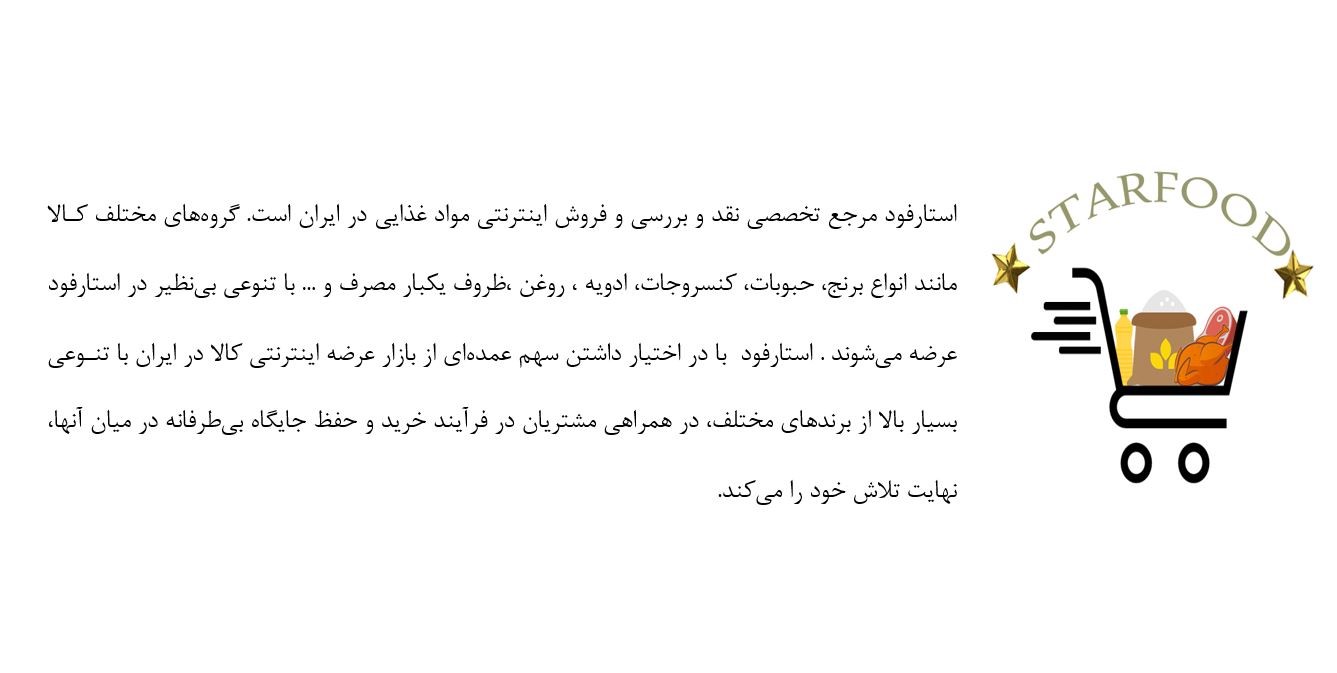 STARFOOD
استارفود مرجع تخصصی نقد و بررسی و فروش اینترنتی مواد غذایی در ایران است. گروه‌های مختلف کـالا
مانند انواع برنج، حبوبات، کنسروجات، ادویه ، روغن ،ظروف یکبار مصرف و ... با تنوعی بی‌نظیر در استارفود
عرضه می‌شوند . استارفود  با در اختیار داشتن سهم عمده‌ای از بازار عرضه اینترنتی کالا در ایران با تنـوعی
بسیار بالا از برندهای مختلف، در همراهی مشتریان در فرآیند خرید و حفظ جایگاه بی‌طرفانه در میان آنها،
نهایت تلاش خود را می‌کند.